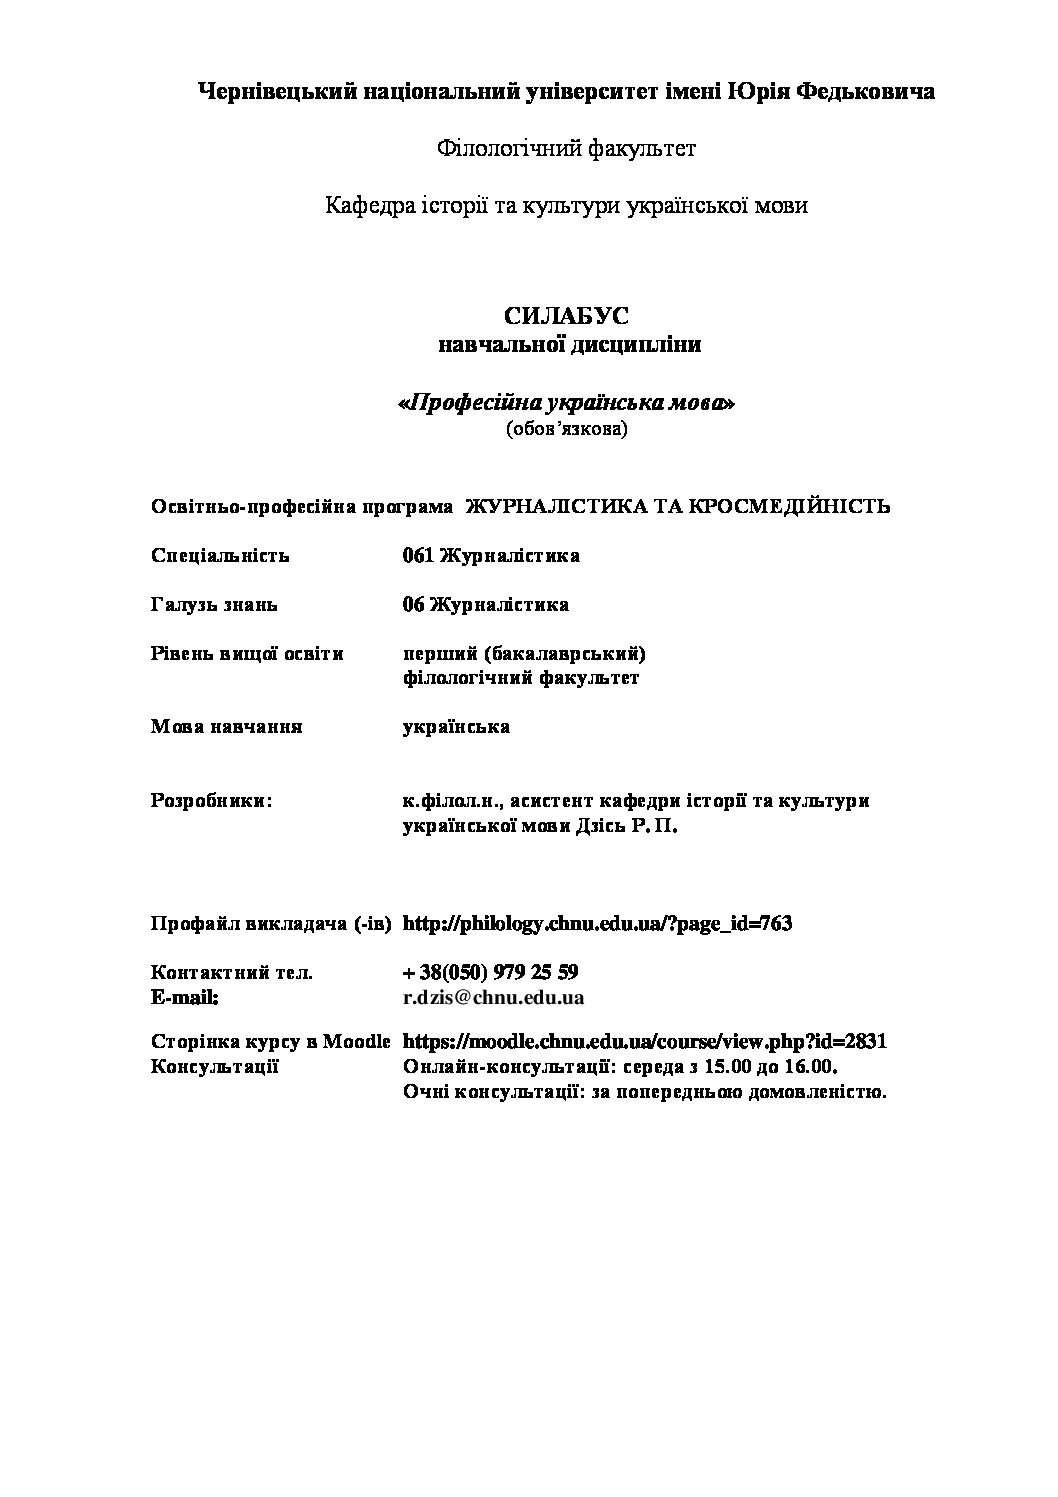 Чернівецький національний університет імені Юрія Федьковича
Філологічний факультет
Кафедра історії та культури української мови
СИЛАБУС
навчальної дисципліни
«Професійна українська мова»
(обов’язкова)
Освітньо-професійна програма ЖУРНАЛІСТИКА ТА КРОСМЕДІЙНІСТЬ
Спеціальність 061 Журналістика
Галузь знань 06 Журналістика
Рівень вищої освіти перший (бакалаврський)
філологічний факультет
Мова навчання українська
Розробники: к.філол.н., асистент кафедри історії та культури
української мови Дзісь Р. П.
Профайл викладача (-ів) http://philology.chnu.edu.ua/?page_id=763
Контактний тел. + 38(050) 979 25 59
E-mail: r.dzis@chnu.edu.ua
Сторінка курсу в Moodle https://moodle.chnu.edu.ua/course/view.php?id=2831
Консультації Онлайн-консультації: середа з 15.00 до 16.00.
Очні консультації: за попередньою домовленістю.